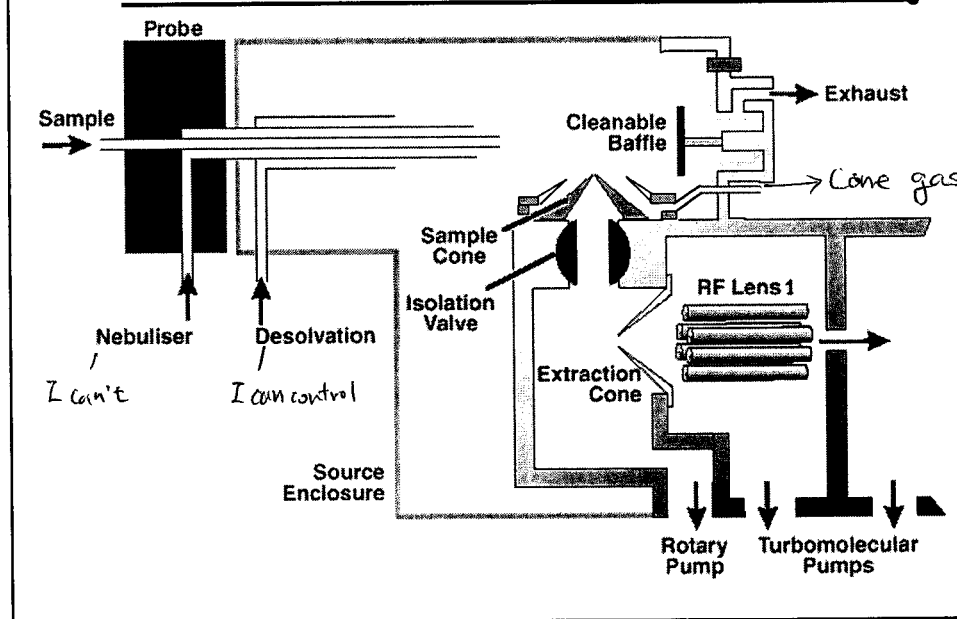 Probe
Sample
Exhaust
Cleanable
Baffle
Cone gas
Sample
Cone
Isolation
Valve
RF Lens 1
Nebuliser
Desolvation
I can't
I can control
Extraction
Cone
Source
Enclosure
Rotary
Pump
Turbomolecular
Pumps